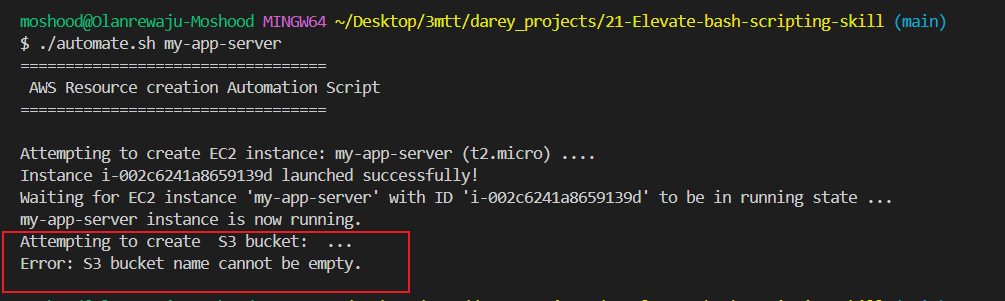 moshood@Olanrewaju-Moshood MINGW64 ~/Desktop/3mtt/darey_projects/21-Elevate-bash-scripting-skill (main)
$ ./automate.sh my-app-server
==================================
 AWS Resource creation Automation Script
==================================
Attempting to create EC2 instance: my-app-server (t2.micro) ....
Instance i-002c6241a8659139d launched successfully!
Waiting for EC2 instance 'my-app-server' with ID 'i-002c6241a8659139d' to be in running state ...
my-app-server instance is now running.
Attempting to create  S3 bucket:  ...
Error: S3 bucket name cannot be empty.